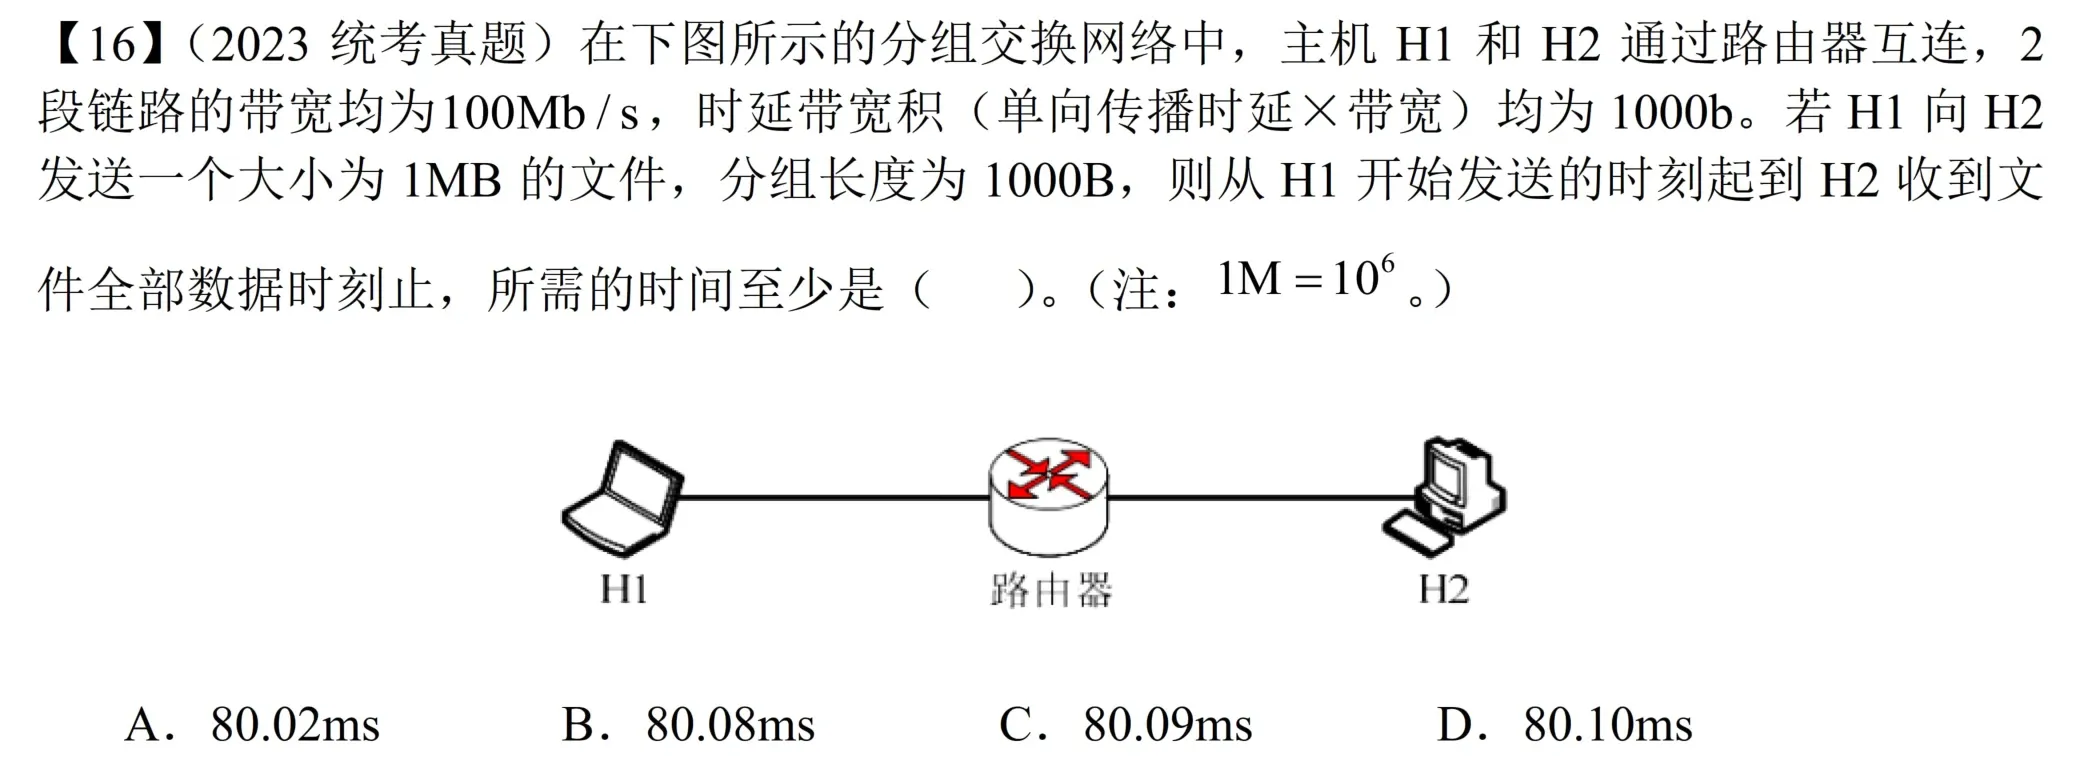 【16】（2023 统考真题）在下图所示的分组交换网络中，主机 H1 和 H2 通过路由器互连，2
段链路的带宽均为100Mb / s，时延带宽积（单向传播时延×带宽）均为 1000b。若 H1 向 H2
发送一个大小为 1MB 的文件，分组长度为 1000B，则从 H1 开始发送的时刻起到 H2 收到文
件全部数据时刻止，所需的时间至少是（　　）。（注：1M = 10⁶。）
H1 路由器 H2
A．80.02ms B．80.08ms C．80.09ms D．80.10ms